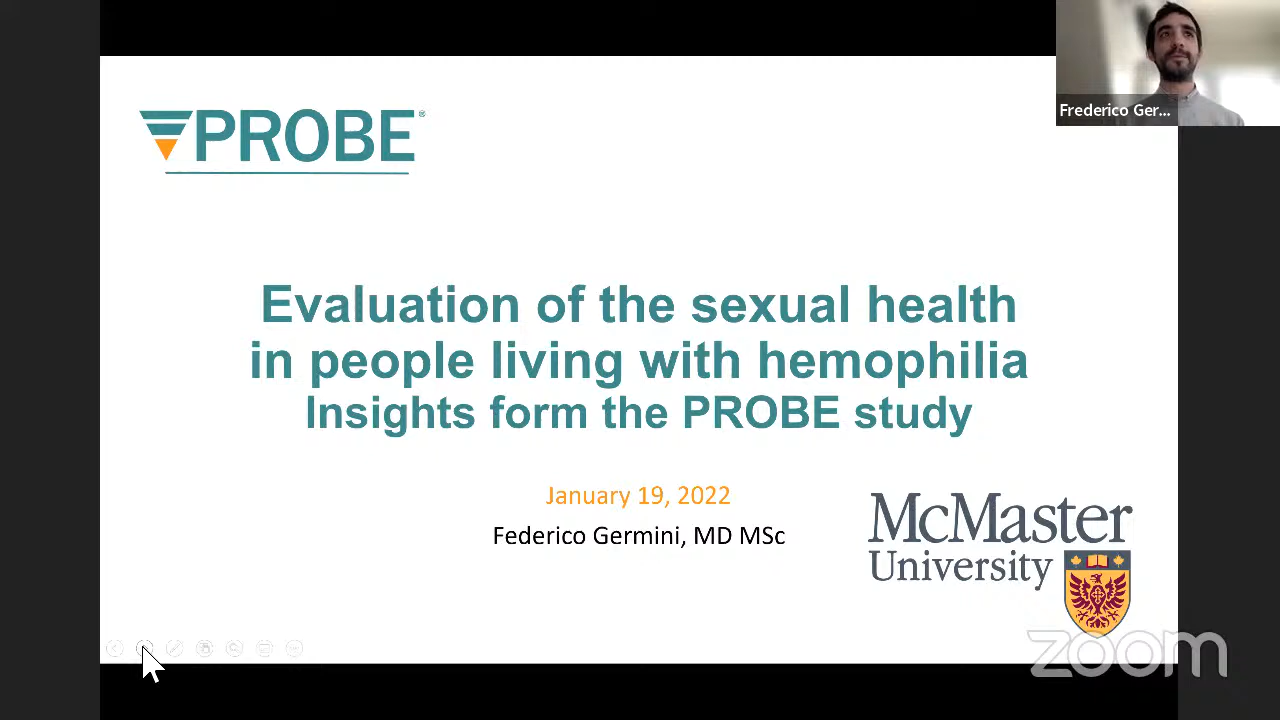 PROBE®
Frederico Ger...
Evaluation of the sexual health
in people living with hemophilia
Insights form the PROBE study
January 19, 2022
Federico Germini, MD MSc
McMaster
University
zoom